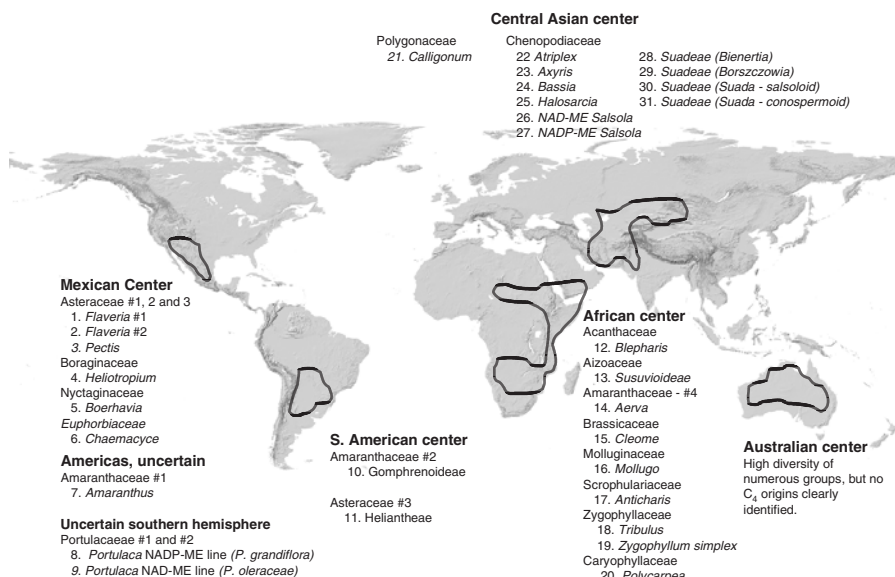 Central Asian center
Polygonaceae
21. Calligonum
Chenopodiaceae
22 Atriplex
23. Axyris
24. Bassia
25. Halosarcia
26. NAD-ME Salsola
27. NADP-ME Salsola
28. Suadeae (Bienertia)
29. Suadeae (Borszczowia)
30. Suadeae (Suada - salsoloid)
31. Suadeae (Suada - conospermoid)
Mexican Center
Asteraceae #1, 2 and 3
1. Flaveria #1
2. Flaveria #2
3. Pectis
Boraginaceae
4. Heliotropium
Nyctaginaceae
5. Boerhavia
Euphorbiaceae
6. Chaemacyce
Americas, uncertain
Amaranthaceae #1
7. Amaranthus
Uncertain southern hemisphere
Portulacaceae #1 and #2
8. Portulaca NADP-ME line (P. grandiflora)
9. Portulaca NAD-ME line (P. oleraceae)
S. American center
Amaranthaceae #2
10. Gomphrenoideae
Asteraceae #3
11. Heliantheae
African center
Acanthaceae
12. Blepharis
Aizoaceae
13. Susuvioideae
Amaranthaceae - #4
14. Aerva
Brassicaceae
15. Cleome
Molluginaceae
16. Mollugo
Scrophulariaceae
17. Anticharis
Zygophyllaceae
18. Tribulus
19. Zygophyllum simplex
Caryophyllaceae
20. Polycarpea
Australian center
High diversity of
numerous groups, but no
C4 origins clearly
identified.